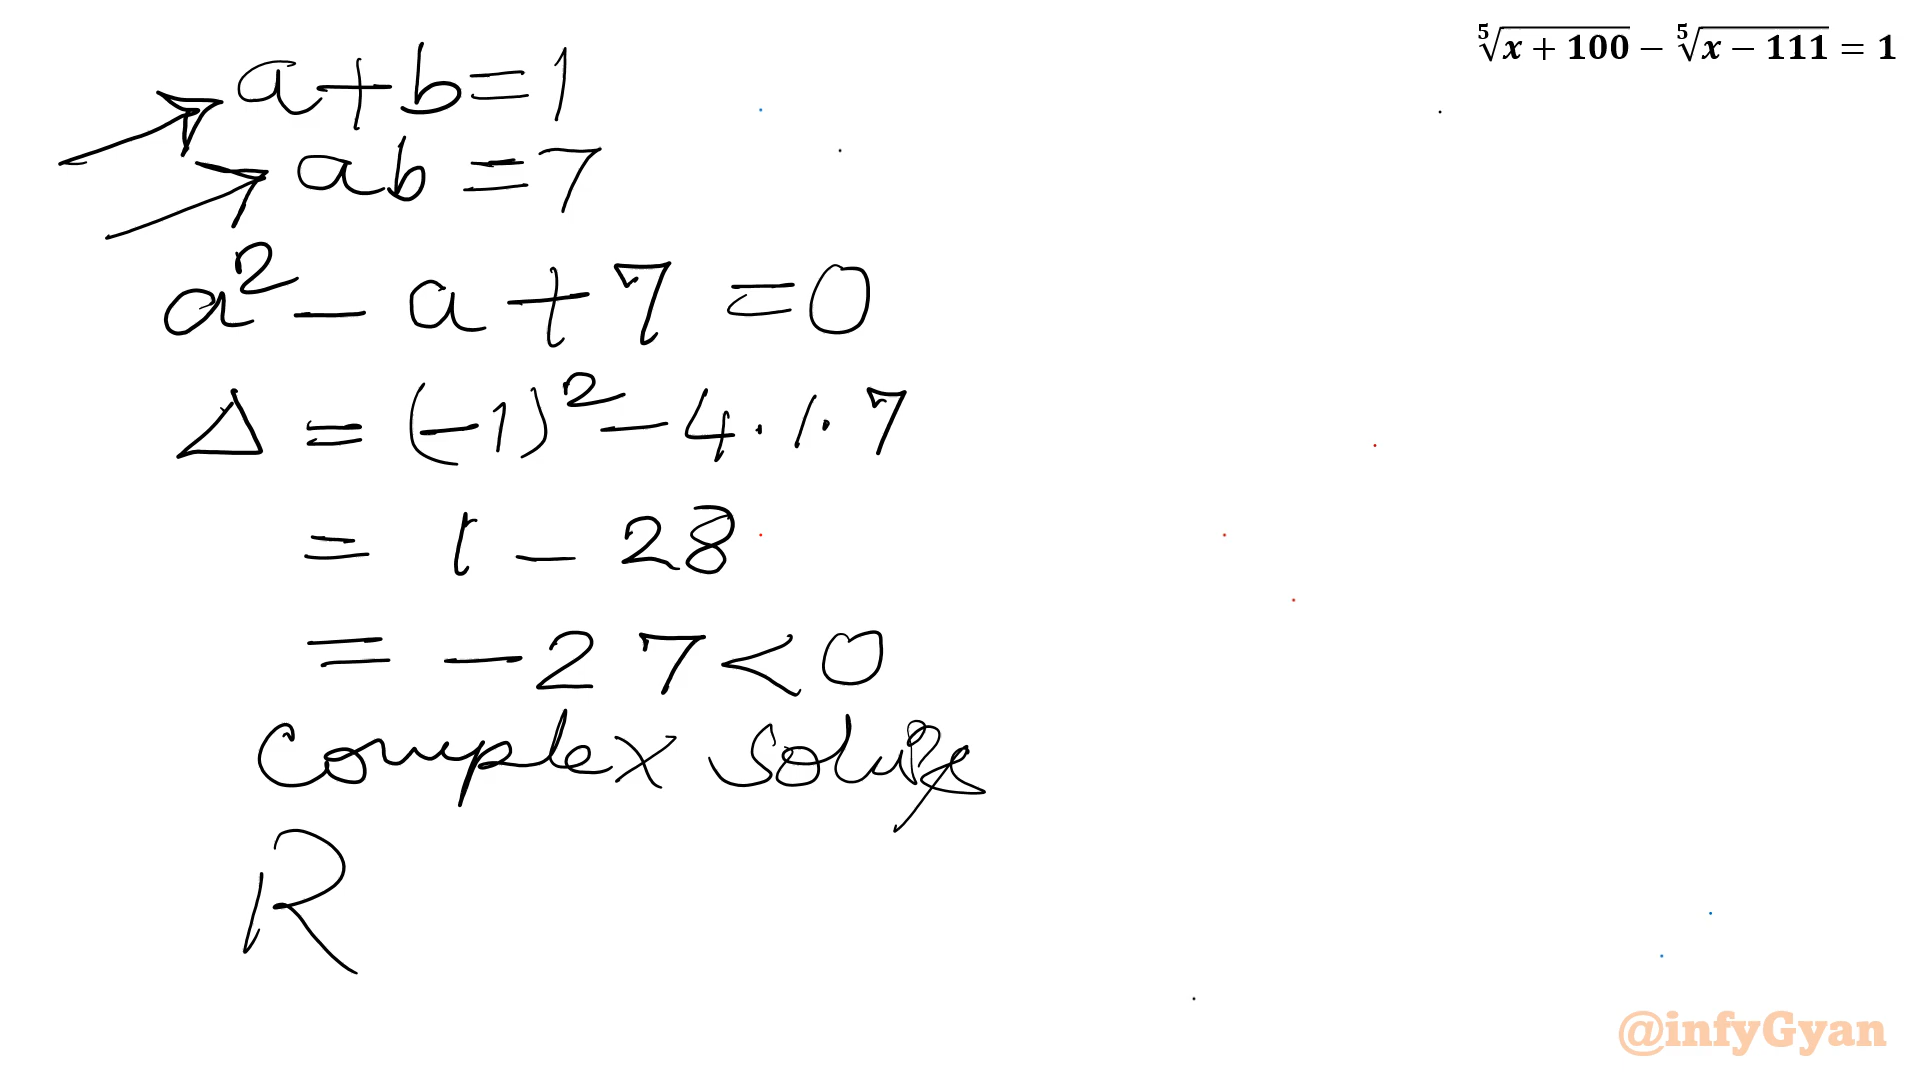 ⁵√(x + 100) − ⁵√(x − 111) = 1
a+b=1
ab=7
a² − a + 7 = 0
Δ = (−1)² − 4·1·7
= 1 − 28
= −27 < 0
Complex
R
@infyGyan